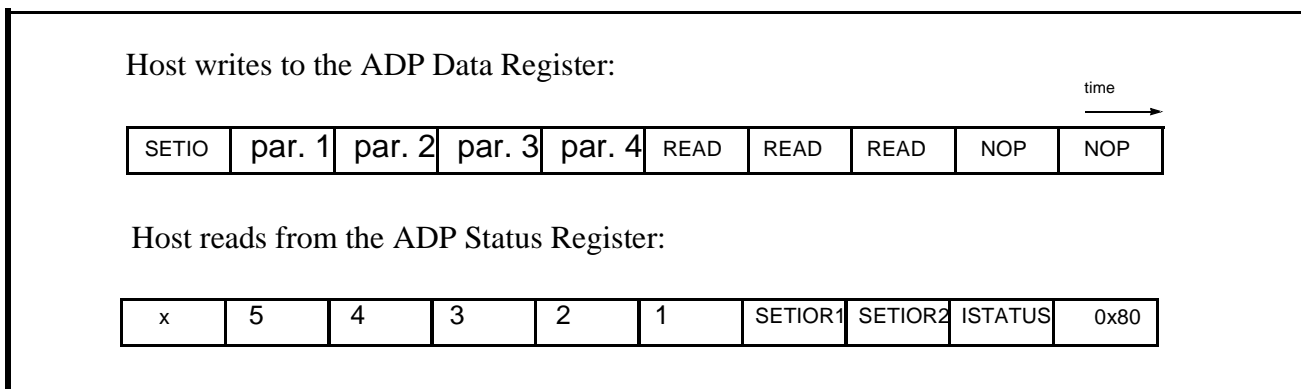 Host writes to the ADP Data Register:
time
SETIO par. 1 par. 2 par. 3 par. 4 READ READ READ NOP NOP
Host reads from the ADP Status Register:
x 5 4 3 2 1 SETIOR1 SETIOR2 ISTATUS 0x80